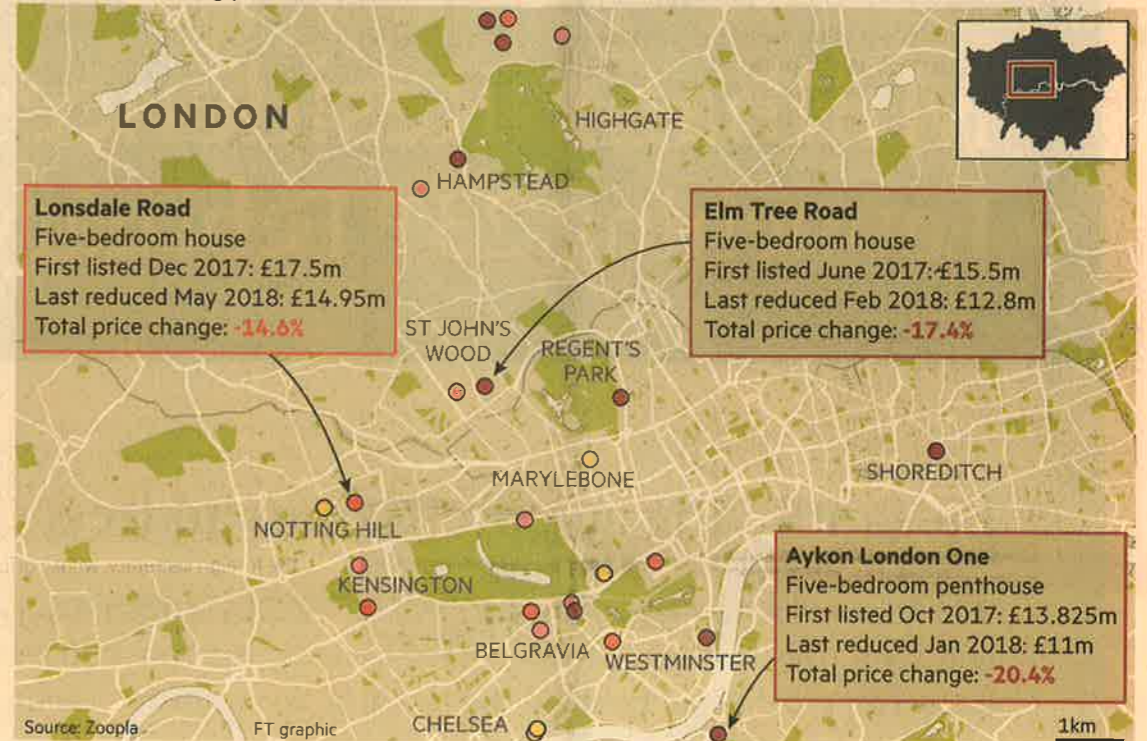 LONDON
HIGHGATE
HAMPSTEAD
Lonsdale Road
Five-bedroom house
First listed Dec 2017: £17.5m
Last reduced May 2018: £14.95m
Total price change: -14.6%
Elm Tree Road
Five-bedroom house
First listed June 2017: £15.5m
Last reduced Feb 2018: £12.8m
Total price change: -17.4%
ST JOHN'S
WOOD
REGENT'S
PARK
MARYLEBONE
SHOREDITCH
NOTTING HILL
KENSINGTON
BELGRAVIA
WESTMINSTER
Aykon London One
Five-bedroom penthouse
First listed Oct 2017: £13.825m
Last reduced Jan 2018: £11m
Total price change: -20.4%
CHELSEA
Source: Zoopla
FT graphic
1km